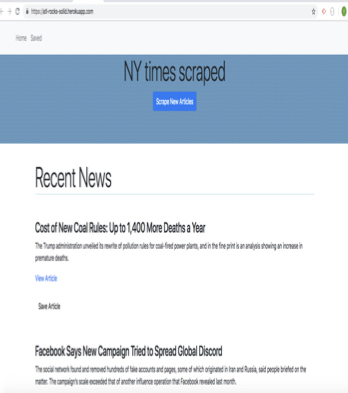 https://atl-rocks-solid.herokuapp.com
Home Saved
NY times scraped
Scrape New Articles
Recent News
Cost of New Coal Rules: Up to 1,400 More Deaths a Year
The Trump administration unveiled its rewrite of pollution rules for coal-fired power plants, and in the fine print is an analysis showing an increase in
premature deaths.
View Article
Save Article
Facebook Says New Campaign Tried to Spread Global Discord
The social network found and removed hundreds of fake accounts and pages, some of which originated in Iran and Russia, said people briefed on the
matter. The campaign's scale exceeded that of another influence operation that Facebook revealed last month.